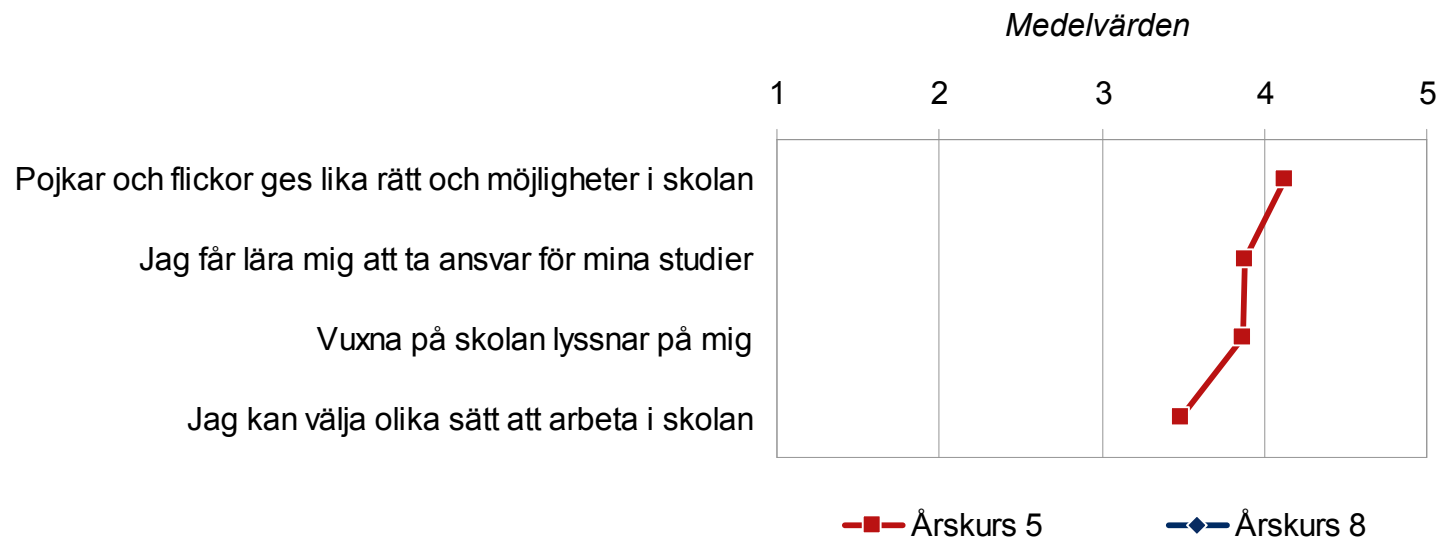 Medelvärden
1 2 3 4 5
Pojkar och flickor ges lika rätt och möjligheter i skolan
Jag får lära mig att ta ansvar för mina studier
Vuxna på skolan lyssnar på mig
Jag kan välja olika sätt att arbeta i skolan
Årskurs 5 Årskurs 8